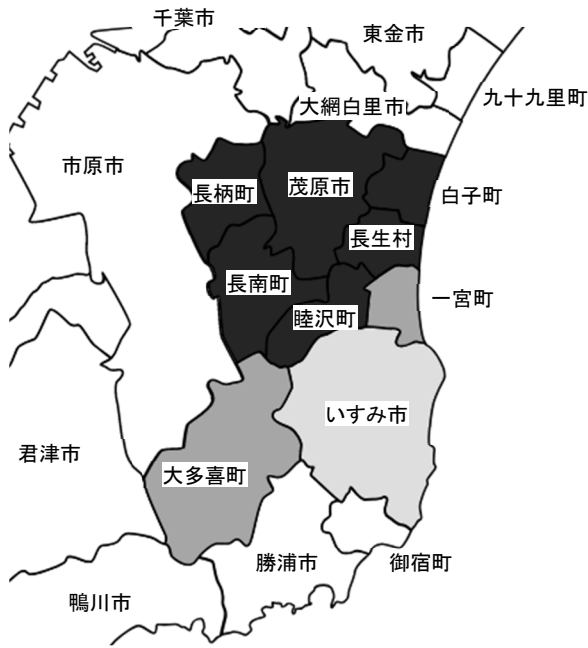 千葉市
東金市
九十九里町
大網白里市
市原市
長柄町
茂原市
白子町
長生村
長南町
一宮町
睦沢町
いすみ市
君津市
大多喜町
勝浦市
御宿町
鴨川市